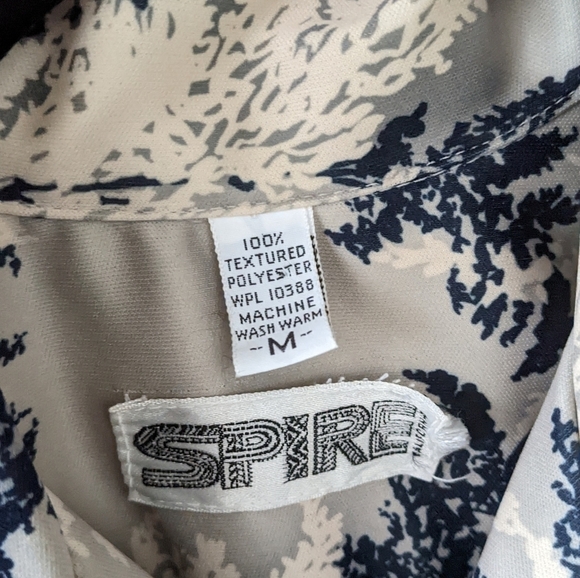 100%
TEXTURED
POLYESTER
WPL 10388
MACHINE
WASH WARM
--M--
SPIRE